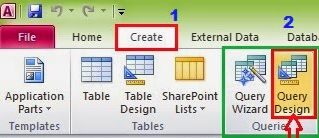 A
1
2
File
Home
Create
External Data
Datab
Application
Parts
Table
Table
Design
SharePoint
Lists
Query
Wizard
Query
Design
Templates
Tables
Querie